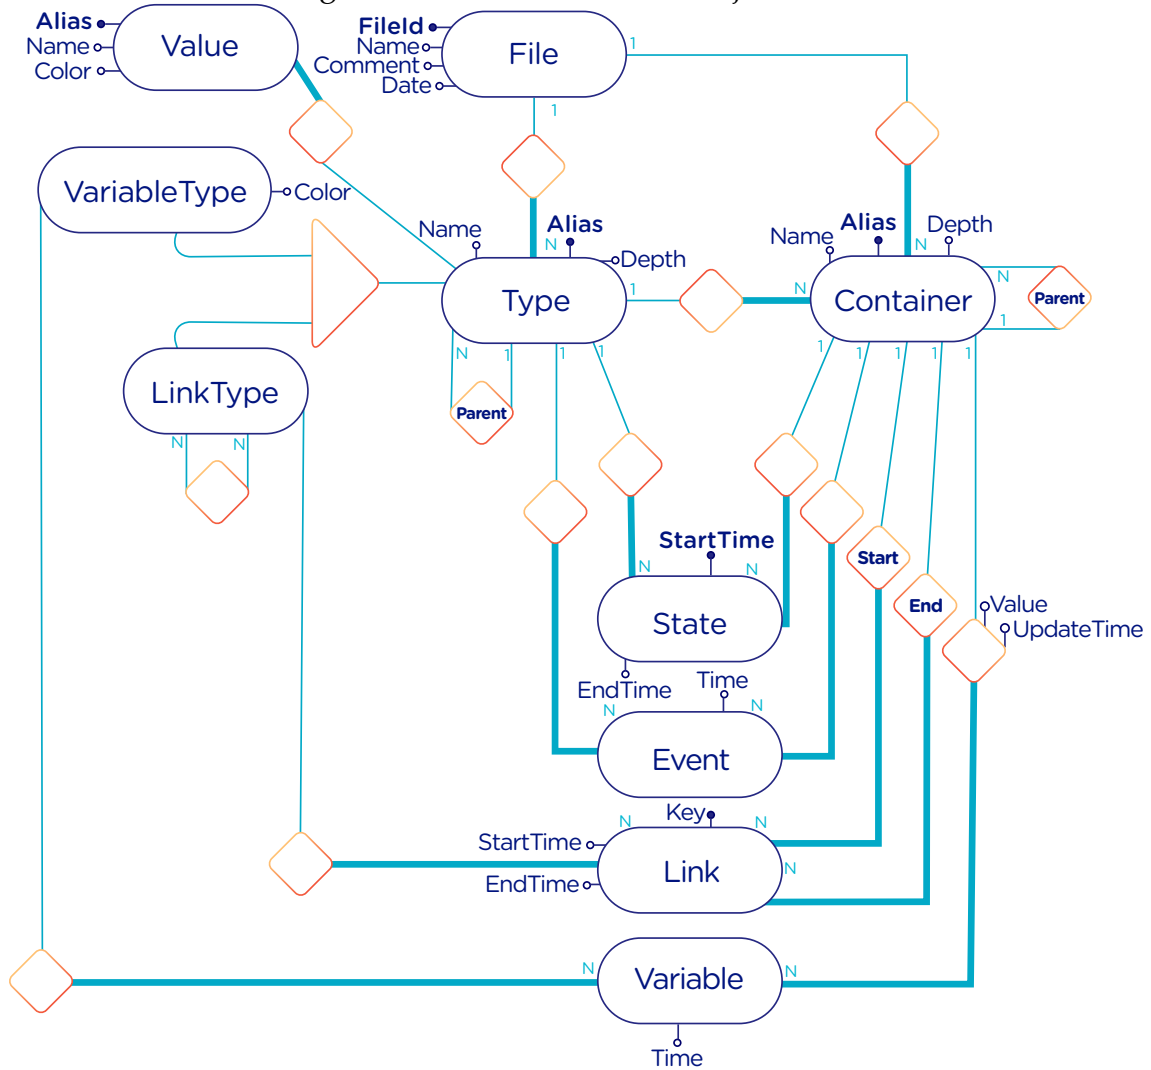 Alias
Name
Color
Value
FileId
Name
Comment
Date
File
1
1
VariableType
Color
Name
Alias
N
Depth
Type
1
N
Name
Alias
Depth
N
Container
N
1
Parent
N
1
1
1
Parent
1
1
1
1
1
LinkType
N
N
StartTime
N
N
State
EndTime
Start
End
Value
UpdateTime
Time
N
N
Event
Key
N
N
StartTime
EndTime
Link
N
N
N
Variable
Time